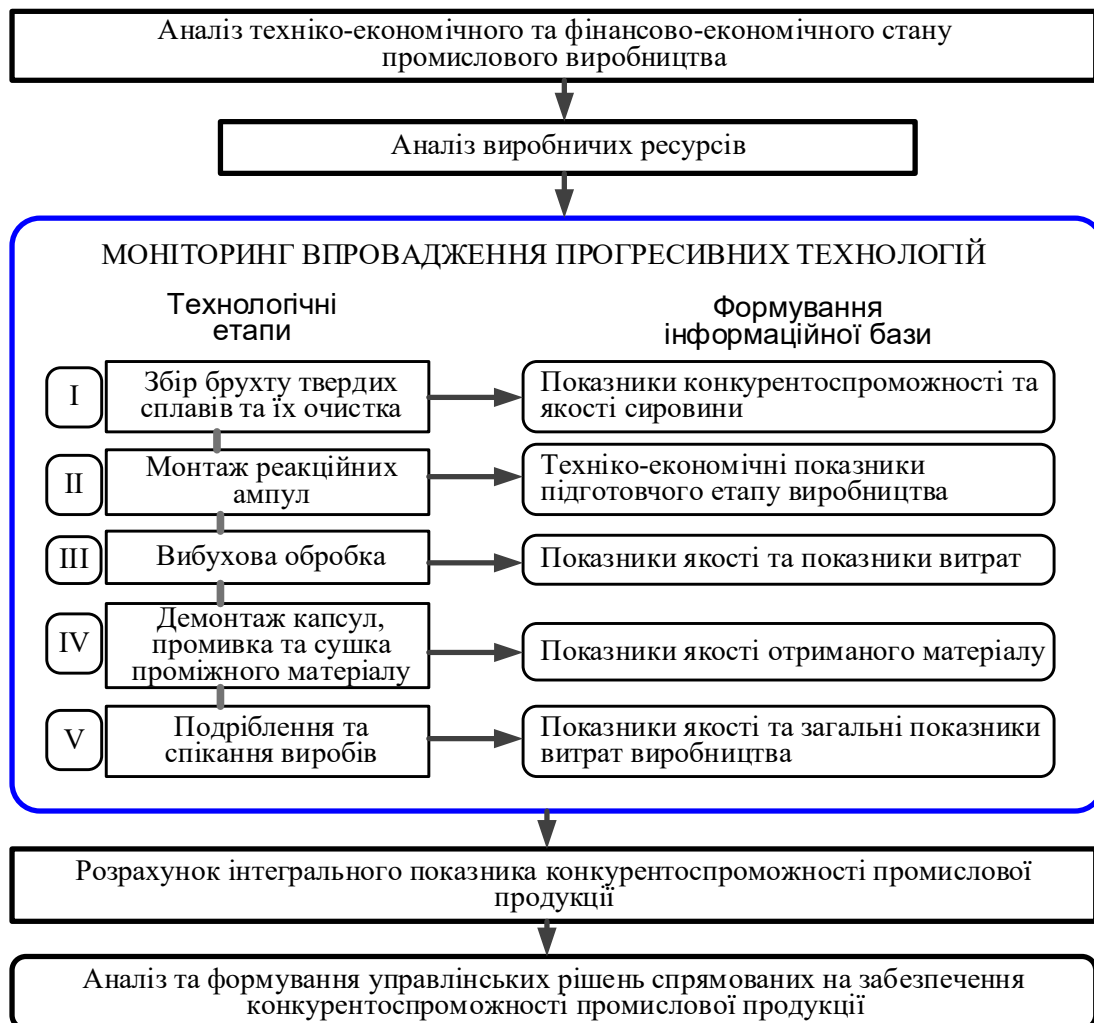 Аналіз техніко-економічного та фінансово-економічного стану
промислового виробництва
Аналіз виробничих ресурсів
МОНІТОРИНГ ВПРОВАДЖЕННЯ ПРОГРЕСИВНИХ ТЕХНОЛОГІЙ
Технологічні
етапи
Формування
інформаційної бази
I
Збір брухту твердих
сплавів та їх очистка
Показники конкурентоспроможності та
якості сировини
II
Монтаж реакційних
ампул
Техніко-економічні показники
підготовчого етапу виробництва
III
Вибухова обробка
Показники якості та показники витрат
IV
Демонтаж капсул,
промивка та сушка
проміжного матеріалу
Показники якості отриманого матеріалу
V
Подріблення та
спікання виробів
Показники якості та загальні показники
витрат виробництва
Розрахунок інтегрального показника конкурентоспроможності промислової
продукції
Аналіз та формування управлінських рішень спрямованих на забезпечення
конкурентоспроможності промислової продукції